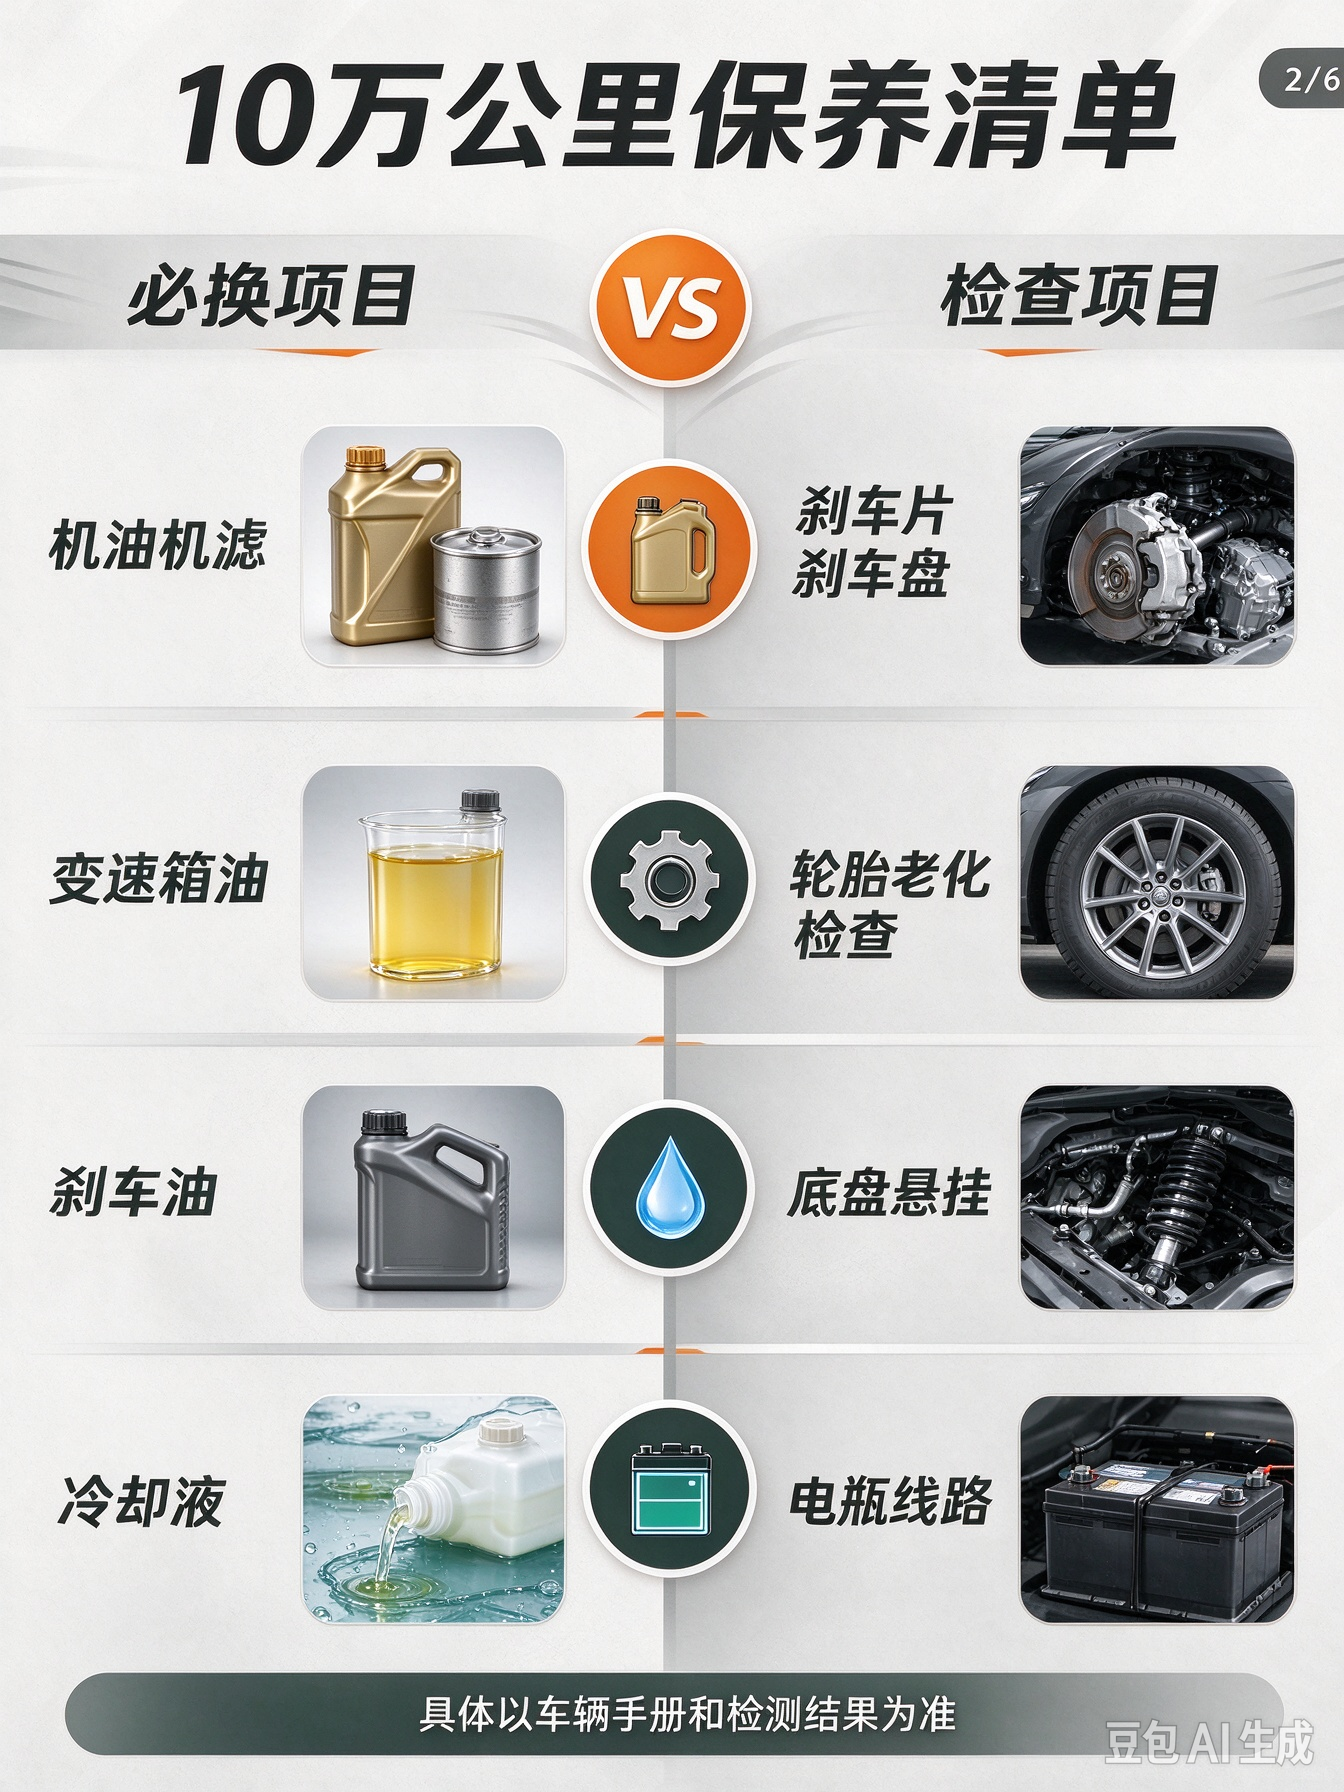 10万公里保养清单
2/6
必换项目
VS
检查项目
机油机滤
刹车片
刹车盘
变速箱油
轮胎老化
检查
刹车油
底盘悬挂
冷却液
电瓶线路
具体以车辆手册和检测结果为准
豆包AI生成